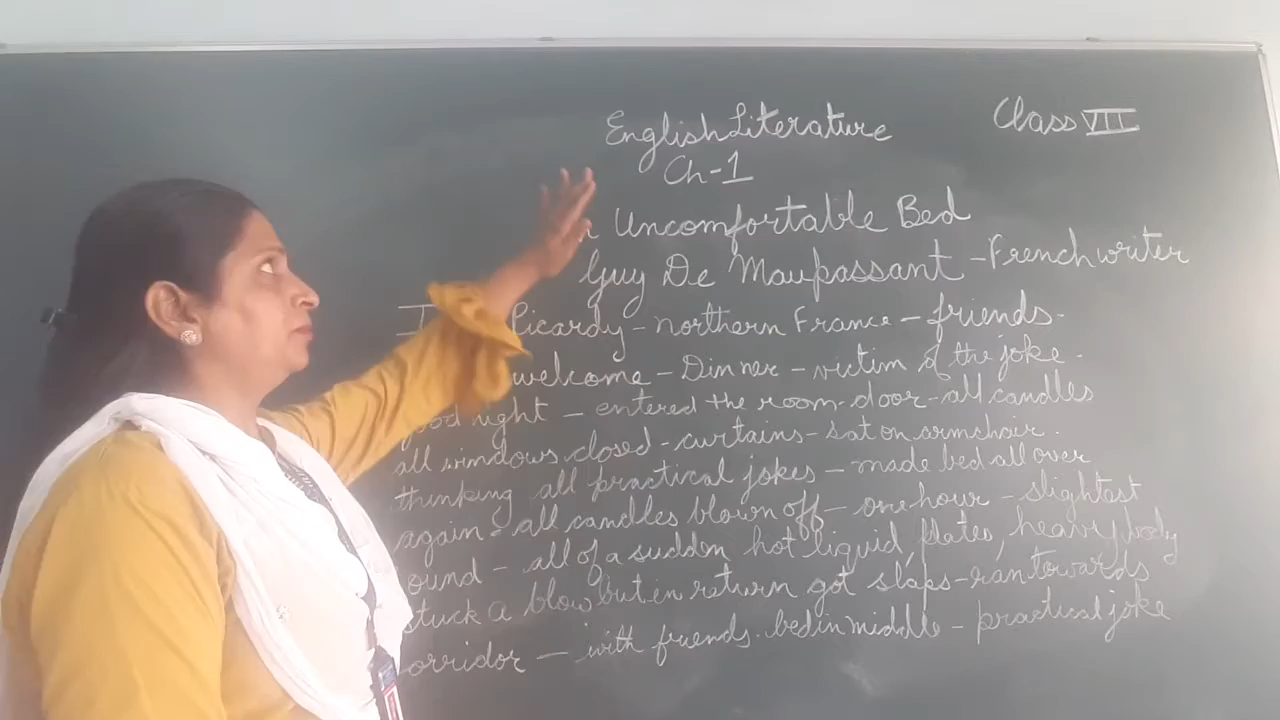 English Literature
Class VII
Ch-1
Uncomfortable Bed
Guy De Maupassant - French writer
Picardy - northern France - friends-
welcome - Dinner - victim of the joke.
good night - entered the room-door-all candles
all windows closed - curtains - sat on armchair.
thinking all practical jokes - made bed all over
again - all candles blown off - one hour - slightest
ound - all of a sudden hot liquid, plates, heavy body
stuck a blow but in return got slaps - ran towards
orridor - with friends. bed in middle - practical joke